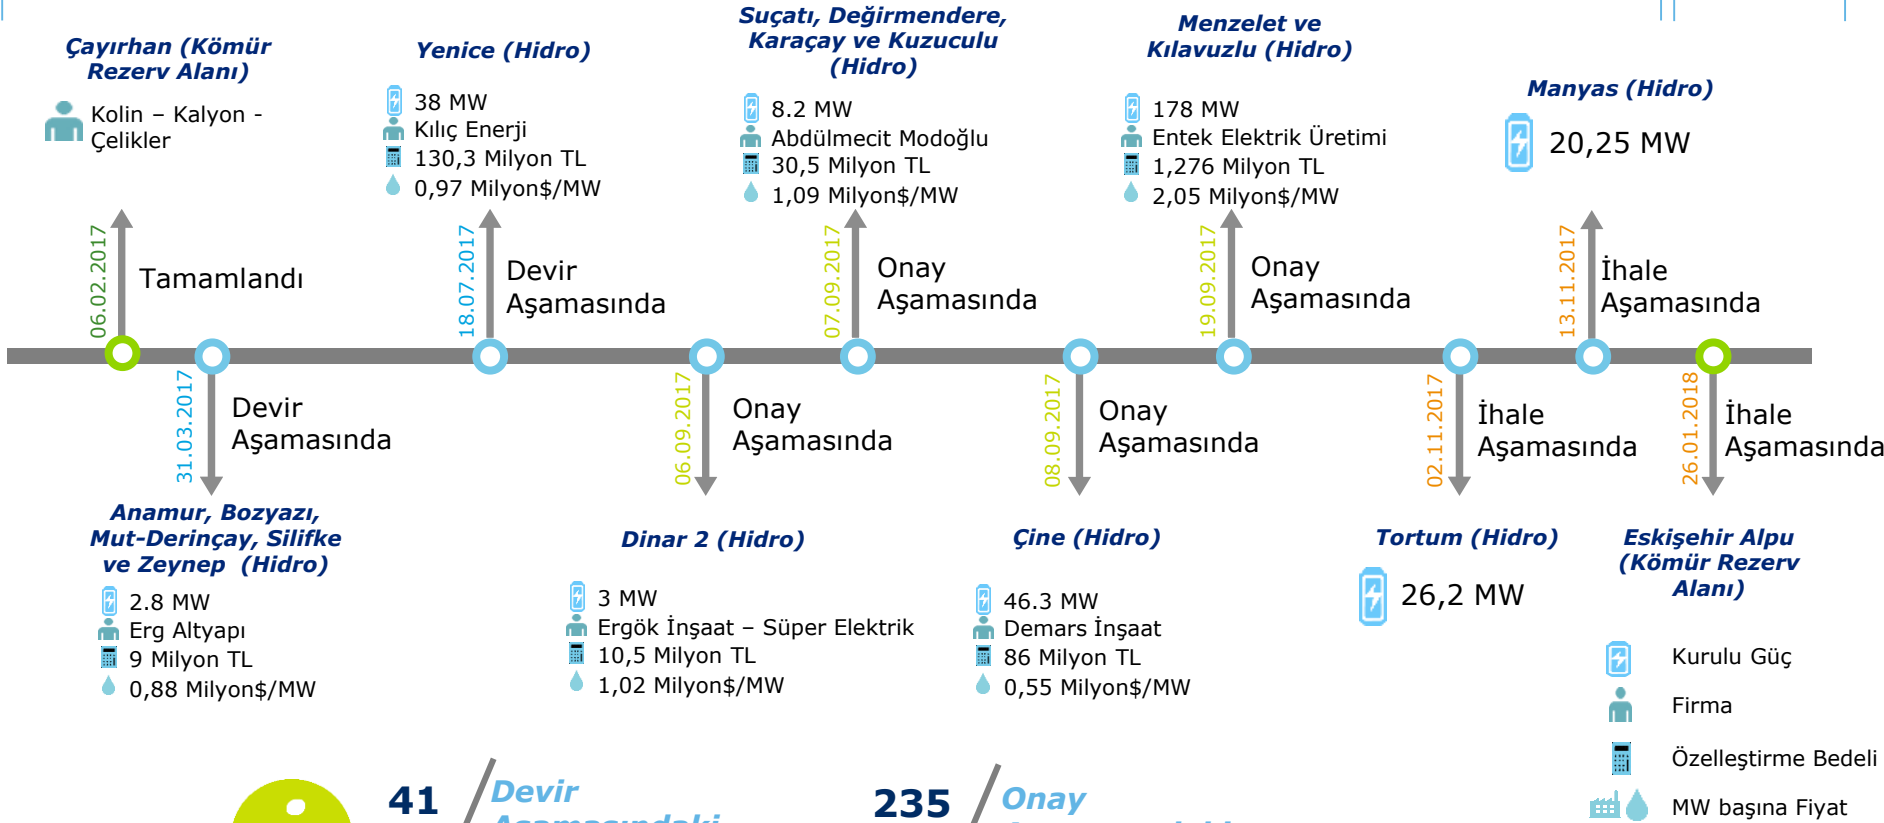 Çayırhan (Kömür
Rezerv Alanı)
Kolin – Kalyon -
Çelikler
06.02.2017
Tamamlandı
Yenice (Hidro)
38 MW
Kılıç Enerji
130,3 Milyon TL
0,97 Milyon$/MW
18.07.2017
Devir
Aşamasında
Suçatı, Değirmendere,
Karaçay ve Kuzuculu
(Hidro)
8.2 MW
Abdülmecit Modoğlu
30,5 Milyon TL
1,09 Milyon$/MW
07.09.2017
Onay
Aşamasında
Menzelet ve
Kılavuzlu (Hidro)
178 MW
Entek Elektrik Üretimi
1,276 Milyon TL
2,05 Milyon$/MW
19.09.2017
Onay
Aşamasında
Manyas (Hidro)
20,25 MW
13.11.2017
İhale
Aşamasında
31.03.2017
Devir
Aşamasında
Anamur, Bozyazı,
Mut-Derinçay, Silifke
ve Zeynep (Hidro)
2.8 MW
Erg Altyapı
9 Milyon TL
0,88 Milyon$/MW
06.09.2017
Onay
Aşamasında
Dinar 2 (Hidro)
3 MW
Ergök İnşaat – Süper Elektrik
10,5 Milyon TL
1,02 Milyon$/MW
08.09.2017
Onay
Aşamasında
Çine (Hidro)
46.3 MW
Demars İnşaat
86 Milyon TL
0,55 Milyon$/MW
02.11.2017
İhale
Aşamasında
Tortum (Hidro)
26,2 MW
26.01.2018
İhale
Aşamasında
Eskişehir Alpu
(Kömür Rezerv
Alanı)
Kurulu Güç
Firma
Özelleştirme Bedeli
MW başına Fiyat
41
Devir
Aşamasındaki
235
Onay